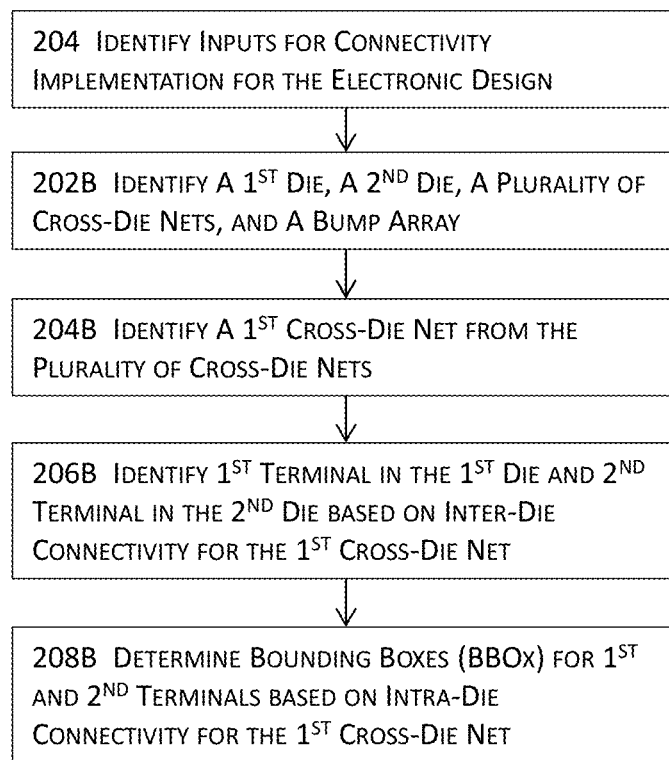 204 IDENTIFY INPUTS FOR CONNECTIVITY
IMPLEMENTATION FOR THE ELECTRONIC DESIGN
202B IDENTIFY A 1ST DIE, A 2ND DIE, A PLURALITY OF
CROSS-DIE NETS, AND A BUMP ARRAY
204B IDENTIFY A 1ST CROSS-DIE NET FROM THE
PLURALITY OF CROSS-DIE NETS
206B IDENTIFY 1ST TERMINAL IN THE 1ST DIE AND 2ND
TERMINAL IN THE 2ND DIE BASED ON INTER-DIE
CONNECTIVITY FOR THE 1ST CROSS-DIE NET
208B DETERMINE BOUNDING BOXES (BBOX) FOR 1ST
AND 2ND TERMINALS BASED ON INTRA-DIE
CONNECTIVITY FOR THE 1ST CROSS-DIE NET